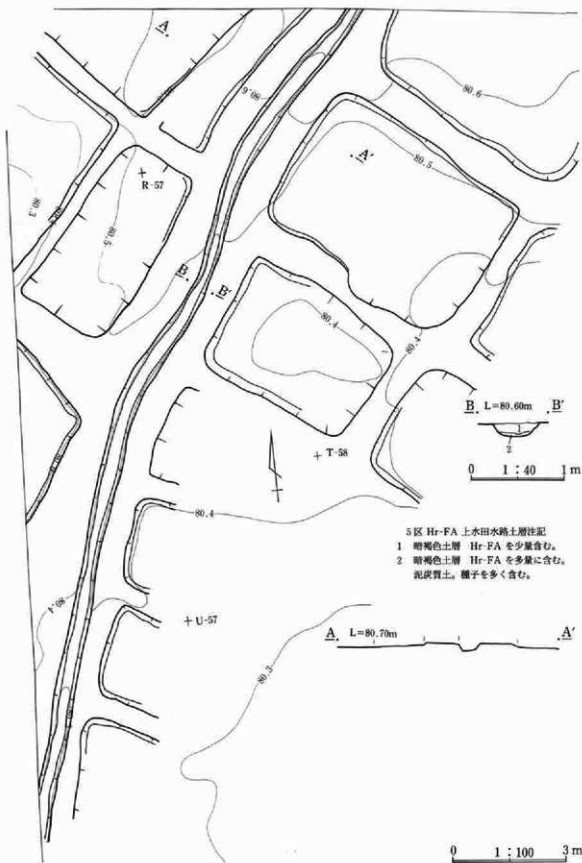 A
80.6
80.6
A'
80.5
R-57
80.3
80.5
B
B'
80.4
80.4
B L=80.60m B'
1
2
0 1:40 1m
T-58
80.4
5区 Hr-FA 上水田水路土層注記
1 暗褐色土層 Hr-FA を少量含む。
2 暗褐色土層 Hr-FA を多量に含む。
泥炭質土。種子を多く含む。
80.4
U-57
A L=80.70m A'
80.3
0 1:100 3m